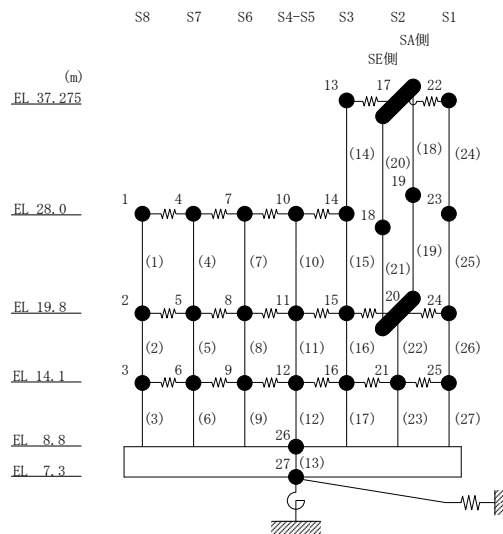 S8 S7 S6 S4-S5 S3 S2 S1
SA側
SE側
(m)
13 17 22
EL 37.275
(14) (20) (18) (24)
19
1 4 7 10 14 18 23
EL 28.0
(1) (4) (7) (10) (15) (21) (19) (25)
20
2 5 8 11 15 24
EL 19.8
(2) (5) (8) (11) (16) (22) (26)
3 6 9 12 16 21 25
EL 14.1
(3) (6) (9) (12) (17) (23) (27)
26
EL 8.8
27 (13)
EL 7.3